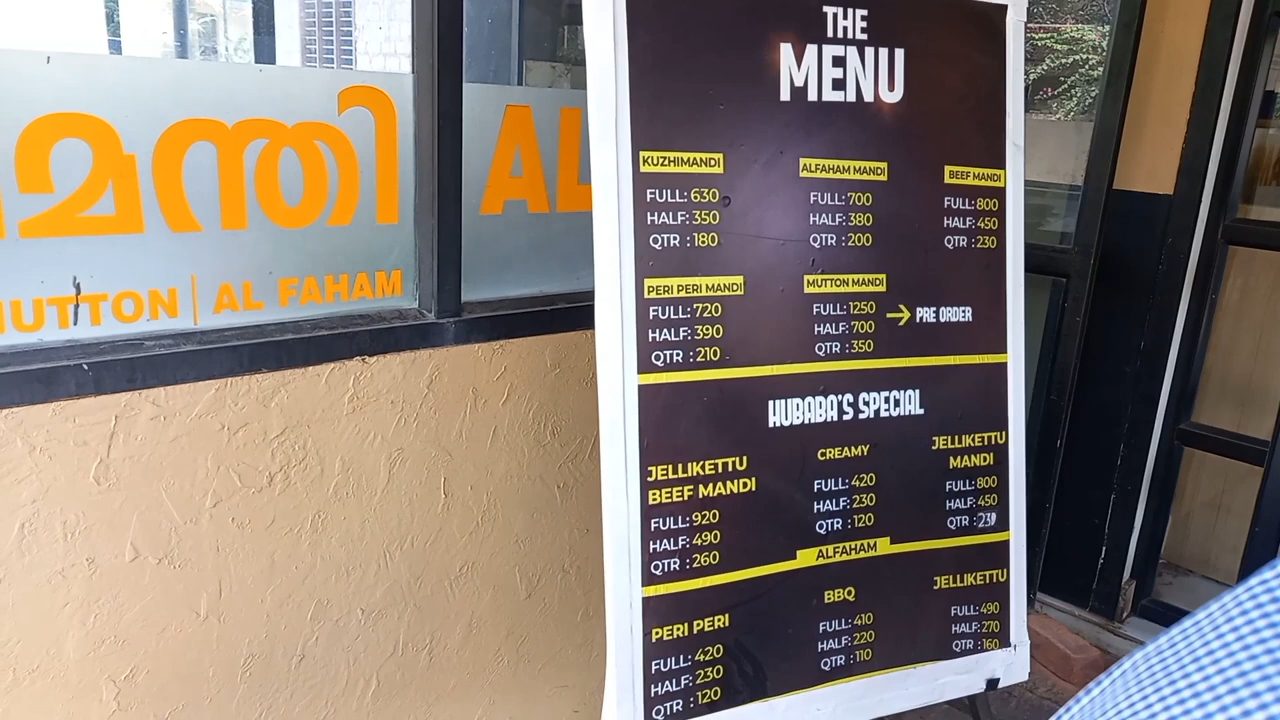 മന്തി
MUTTON | AL FAHAM
AL
THE
MENU
KUZHIMANDI
FULL: 630
HALF: 350
QTR : 180
ALFAHAM MANDI
FULL: 700
HALF: 380
QTR : 200
BEEF MANDI
FULL: 800
HALF: 450
QTR : 230
PERI PERI MANDI
FULL: 720
HALF: 390
QTR : 210
MUTTON MANDI
FULL: 1250
HALF: 700
QTR : 350
→ PRE ORDER
HUBABA'S SPECIAL
JELLIKETTU
BEEF MANDI
FULL: 920
HALF: 490
QTR : 260
CREAMY
FULL: 420
HALF: 230
QTR : 120
JELLIKETTU
MANDI
FULL: 800
HALF: 450
QTR : 230
ALFAHAM
PERI PERI
FULL: 420
HALF: 230
QTR : 120
BBQ
FULL: 410
HALF: 220
QTR : 110
JELLIKETTU
FULL: 490
HALF: 270
QTR : 160